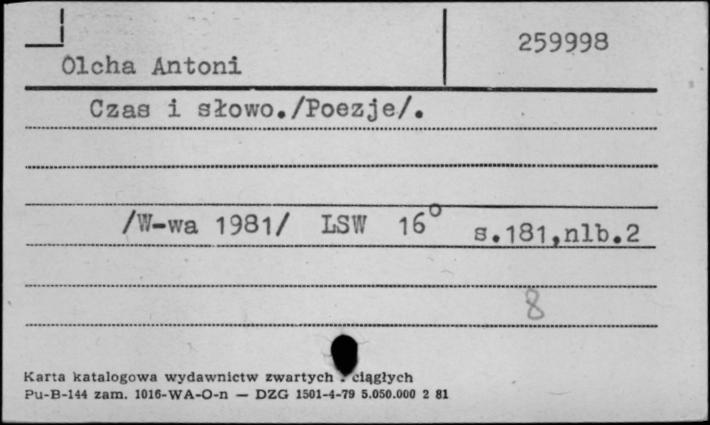 259998
Olcha Antoni
Czas i słowo./Poezje/.
/W-wa 1981/ LSW 16° s.181,nlb.2
8
Karta katalogowa wydawnictw zwartych ciągłych
Pu-B-144 zam. 1016-WA-O-n — DZG 1501-4-79 5.050.000 2 81